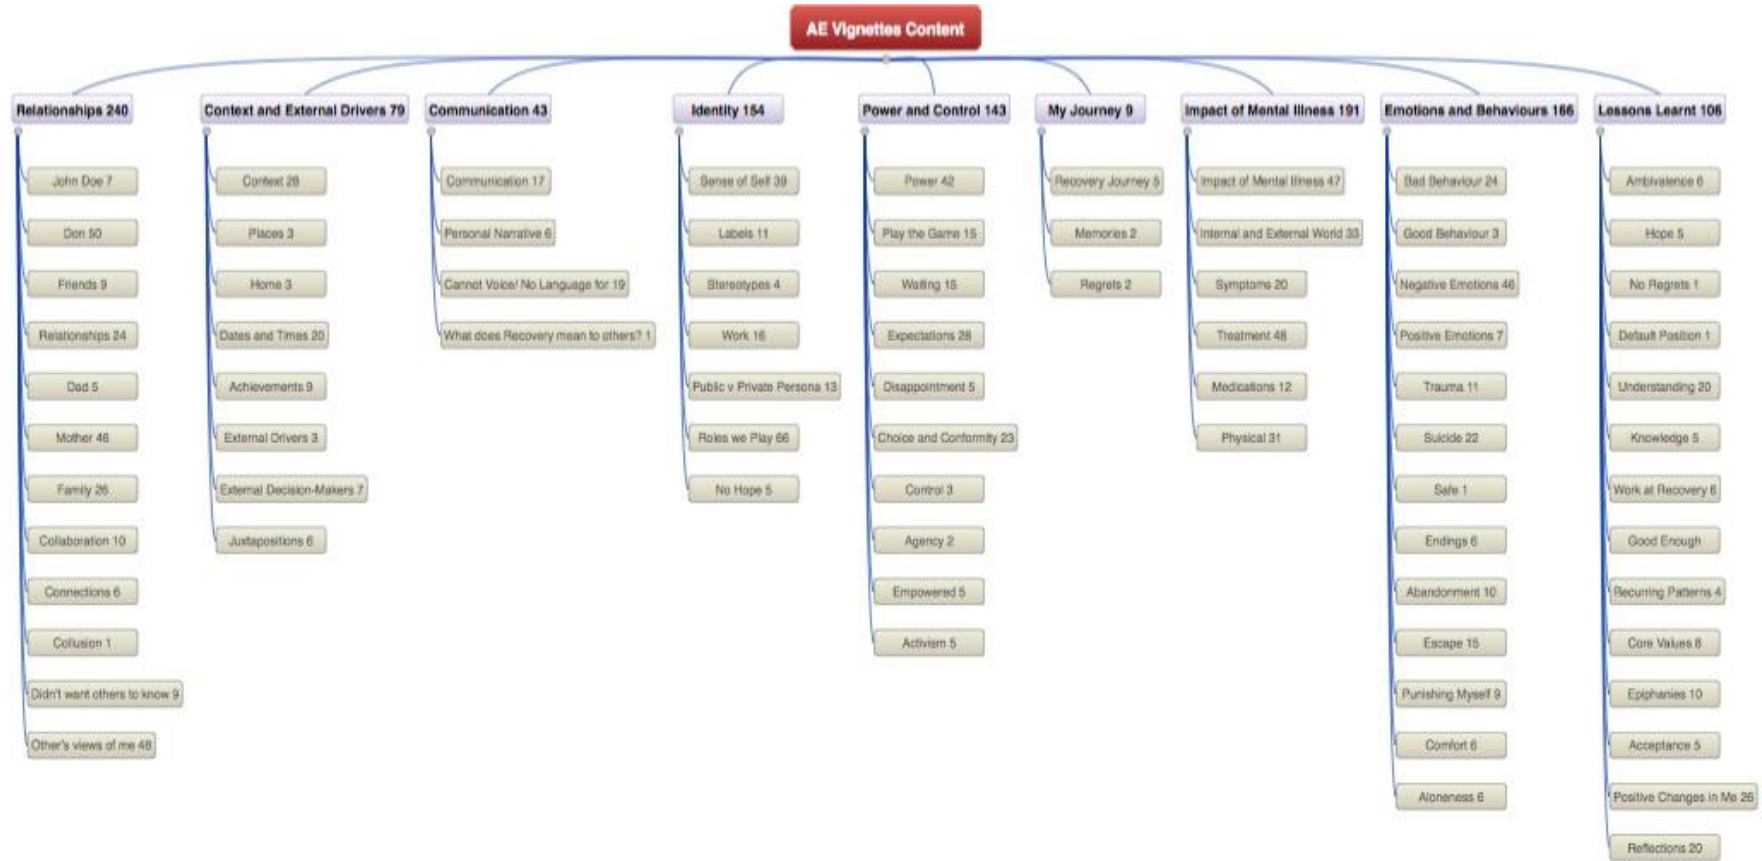 AE Vignettes Content
Relationships 240
John Doe 7
Don 50
Friends 9
Relationships 24
Dad 5
Mother 46
Family 26
Collaboration 10
Connections 6
Collusion 1
Didn't want others to know 9
Other's views of me 48
Context and External Drivers 79
Context 28
Places 3
Home 3
Dates and Times 20
Achievements 9
External Drivers 3
External Decision-Makers 7
Juxtapositions 6
Communication 43
Communication 17
Personal Narrative 6
Cannot Voice/ No Language for 19
What does Recovery mean to others? 1
Identity 154
Sense of Self 39
Labels 11
Stereotypes 4
Work 16
Public v Private Persona 13
Roles we Play 66
No Hope 5
Power and Control 143
Power 42
Play the Game 15
Waiting 15
Expectations 28
Disappointment 5
Choice and Conformity 23
Control 3
Agency 2
Empowered 5
Activism 5
My Journey 9
Recovery Journey 5
Memories 2
Regrets 2
Impact of Mental Illness 191
Impact of Mental Illness 47
Internal and External World 33
Symptoms 20
Treatment 48
Medications 12
Physical 31
Emotions and Behaviours 166
Bad Behaviour 24
Good Behaviour 3
Negative Emotions 46
Positive Emotions 7
Trauma 11
Suicide 22
Safe 1
Endings 6
Abandonment 10
Escape 15
Punishing Myself 9
Comfort 6
Aloneness 6
Lessons Learnt 106
Ambivalence 6
Hope 5
No Regrets 1
Default Position 1
Understanding 20
Knowledge 5
Work at Recovery 6
Good Enough
Recurring Patterns 4
Core Values 8
Epiphanies 10
Acceptance 5
Positive Changes in Me 26
Reflections 20